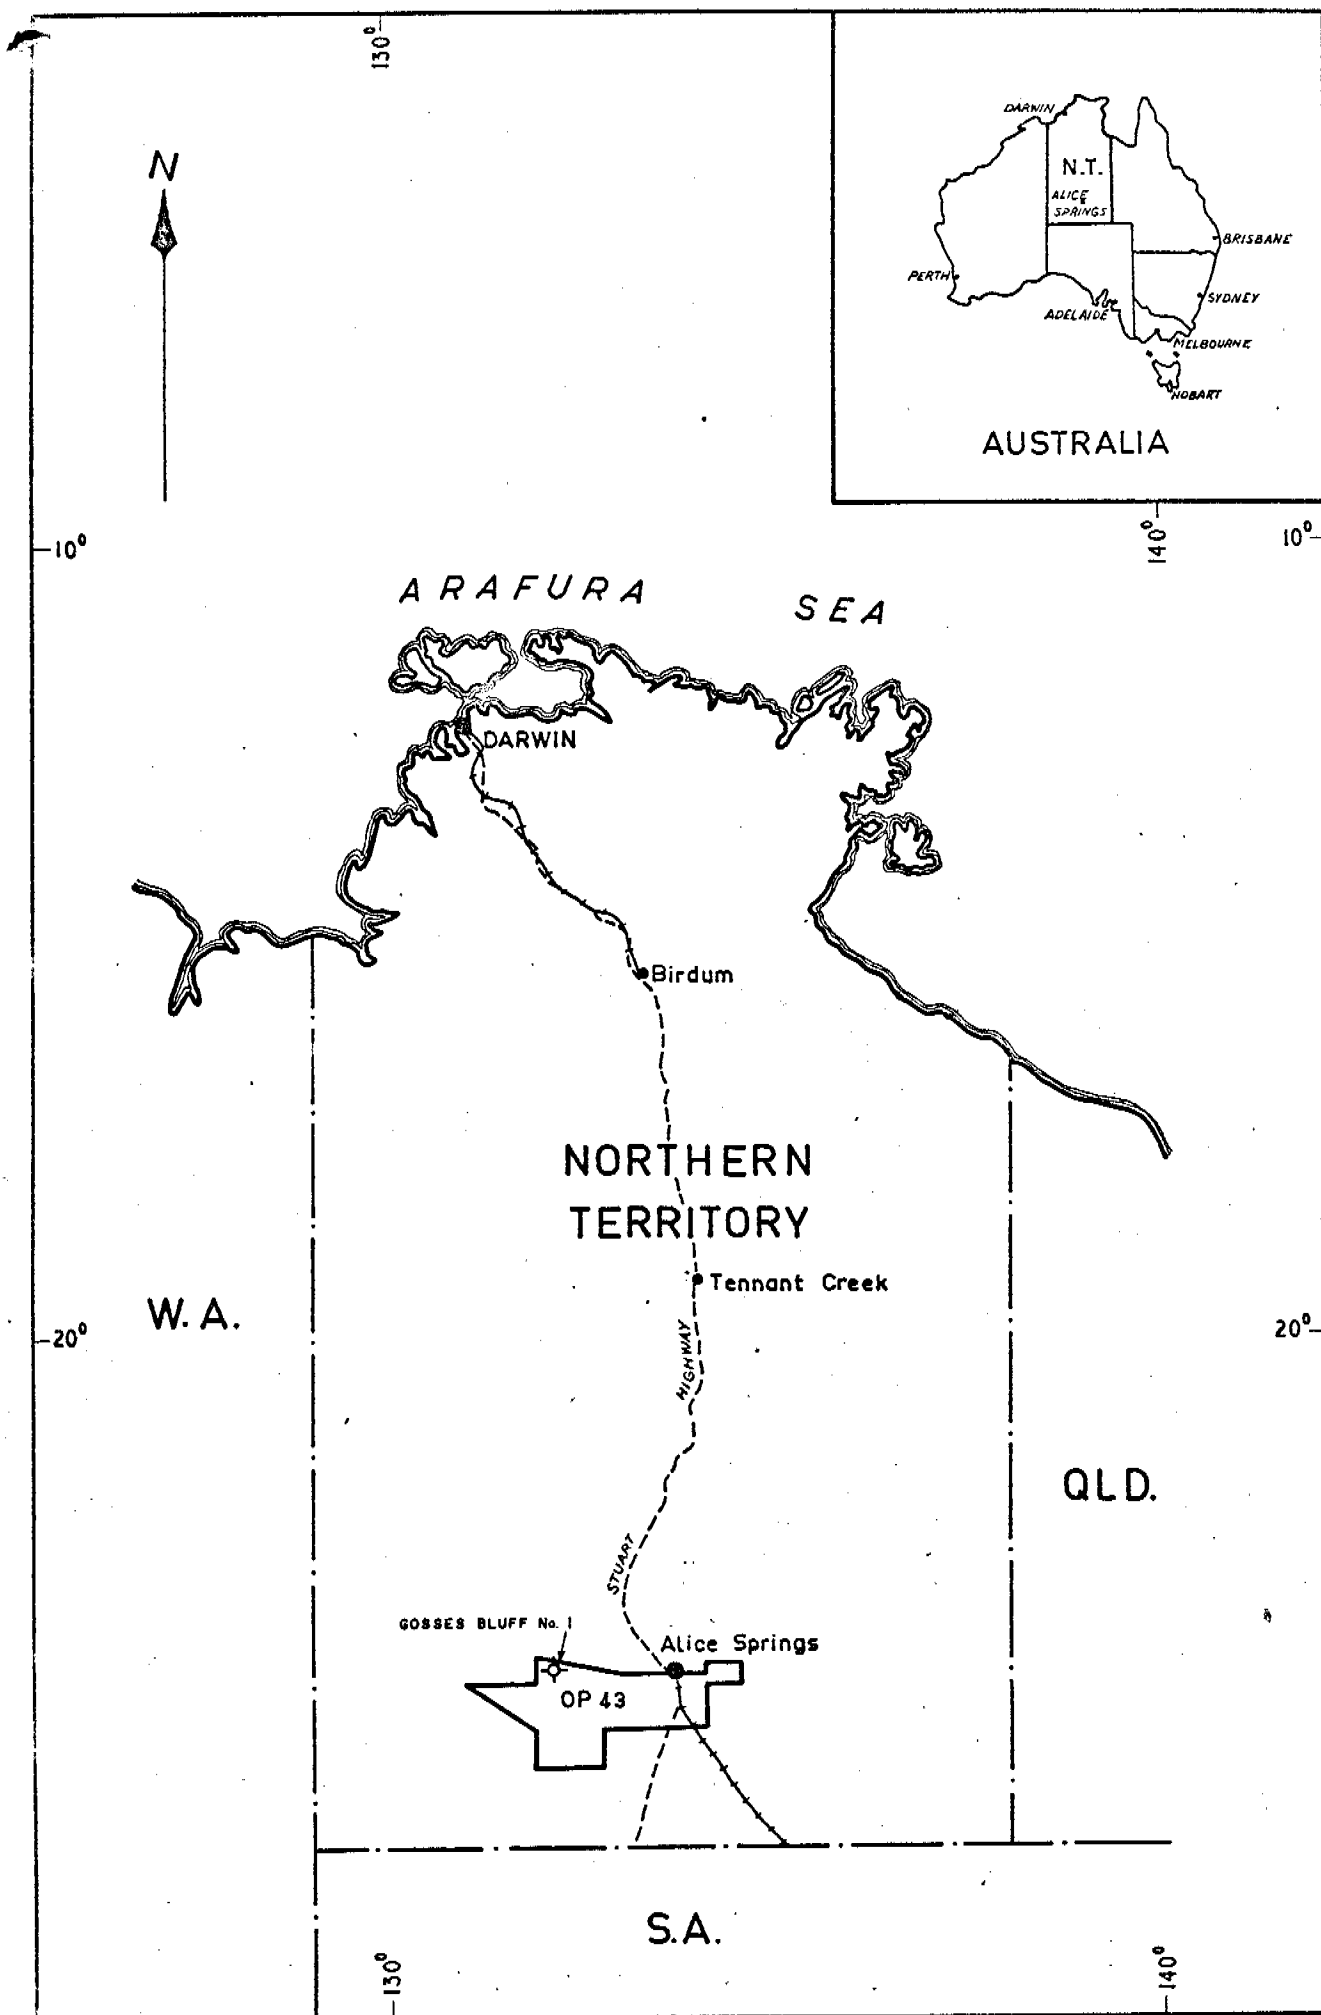 130°
N
DARWIN
N.T.
ALICE
SPRINGS
BRISBANE
PERTH
SYDNEY
ADELAIDE
MELBOURNE
HOBART
AUSTRALIA
10°
140°
10°
ARAFURA SEA
DARWIN
Birdum
NORTHERN
TERRITORY
Tennant Creek
W.A.
20°
20°
HIGHWAY
QLD.
STUART
GOSSES BLUFF No. 1
Alice Springs
OP 43
S.A.
130°
140°